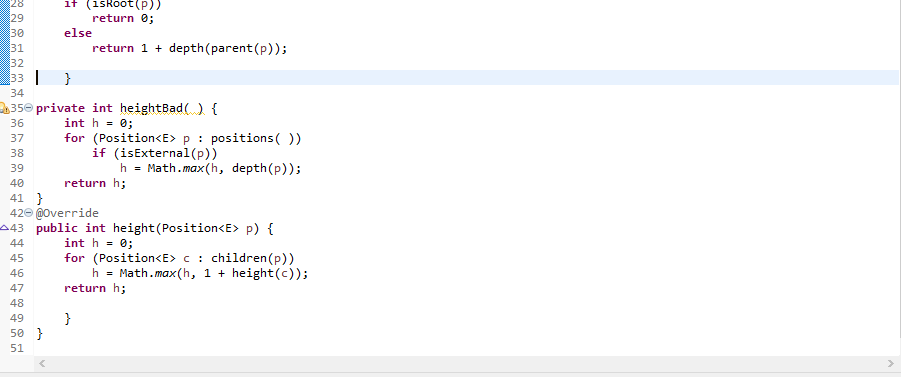 28 if (isRoot(p))
29 return 0;
30 else
31 return 1 + depth(parent(p));
32
33 }
34
35 private int heightBad( ) {
36 int h = 0;
37 for (Position<E> p : positions( ))
38 if (isExternal(p))
39 h = Math.max(h, depth(p));
40 return h;
41 }
42 @Override
43 public int height(Position<E> p) {
44 int h = 0;
45 for (Position<E> c : children(p))
46 h = Math.max(h, 1 + height(c));
47 return h;
48
49 }
50 }
51